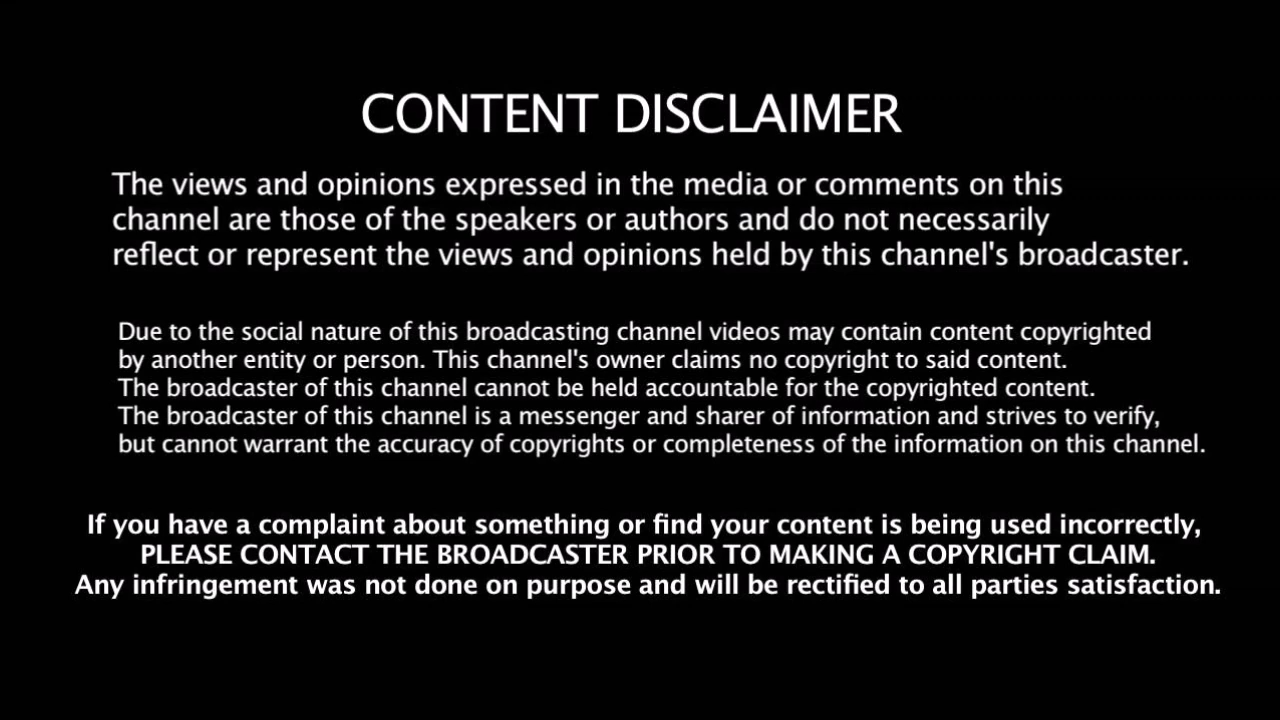 CONTENT DISCLAIMER
The views and opinions expressed in the media or comments on this
channel are those of the speakers or authors and do not necessarily
reflect or represent the views and opinions held by this channel's broadcaster.
Due to the social nature of this broadcasting channel videos may contain content copyrighted
by another entity or person. This channel's owner claims no copyright to said content.
The broadcaster of this channel cannot be held accountable for the copyrighted content.
The broadcaster of this channel is a messenger and sharer of information and strives to verify,
but cannot warrant the accuracy of copyrights or completeness of the information on this channel.
If you have a complaint about something or find your content is being used incorrectly,
PLEASE CONTACT THE BROADCASTER PRIOR TO MAKING A COPYRIGHT CLAIM.
Any infringement was not done on purpose and will be rectified to all parties satisfaction.